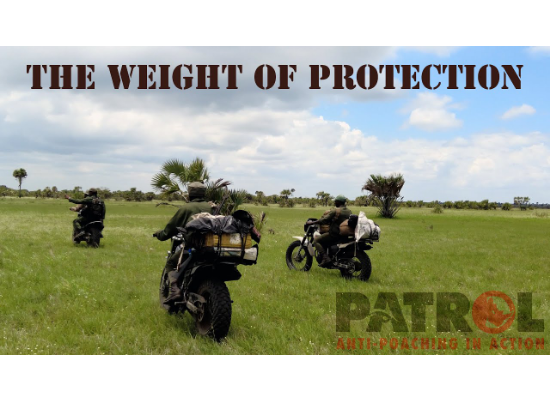 THE WEIGHT OF PROTECTION
PATROL
ANTI-POACHING IN ACTION